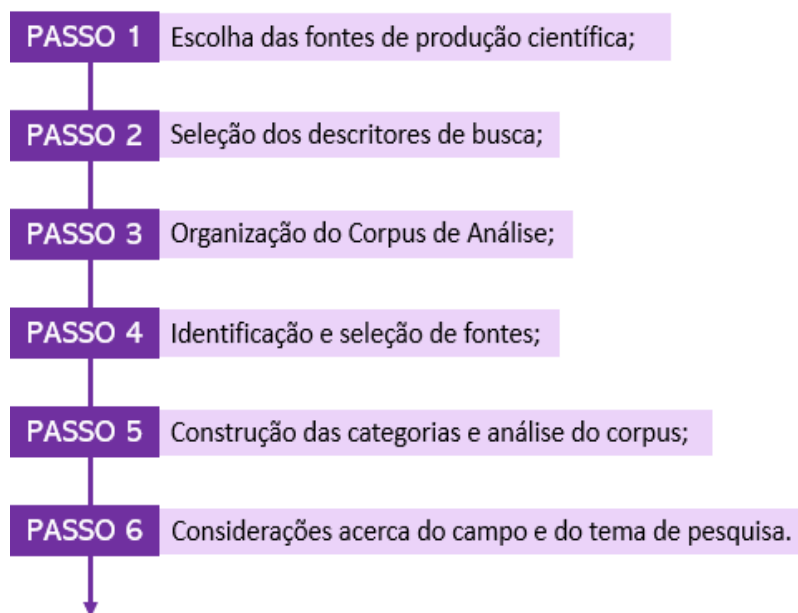 PASSO 1 Escolha das fontes de produção científica;
PASSO 2 Seleção dos descritores de busca;
PASSO 3 Organização do Corpus de Análise;
PASSO 4 Identificação e seleção de fontes;
PASSO 5 Construção das categorias e análise do corpus;
PASSO 6 Considerações acerca do campo e do tema de pesquisa.